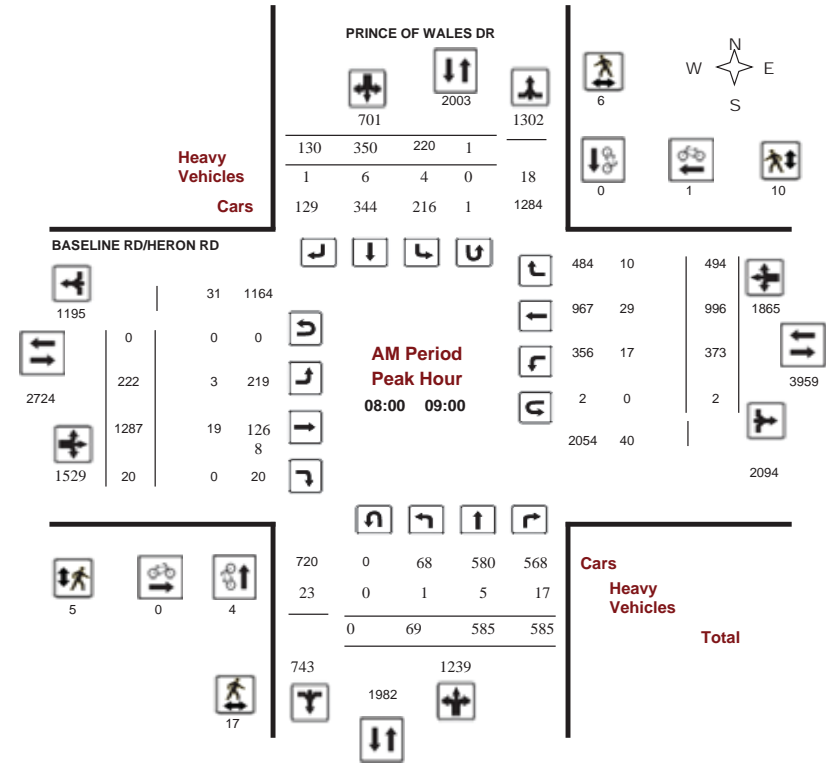 PRINCE OF WALES DR
N
W E
S
2003
6
701 1302
130 350 220 1
Heavy
Vehicles 1 6 4 0 18
Cars 129 344 216 1 1284
0 1 10
BASELINE RD/HERON RD
484 10 494
31 1164
1195
967 29 996 1865
0 0 0
AM Period
Peak Hour
08:00 09:00
356 17 373
3959
2724
222 3 219
2 0 2
1287 19 126
8
2054 40
2094
1529 20 0 20
720 0 68 580 568 Cars
23 0 1 5 17 Heavy
Vehicles
5 0 4
0 69 585 585 Total
743 1239
1982
17